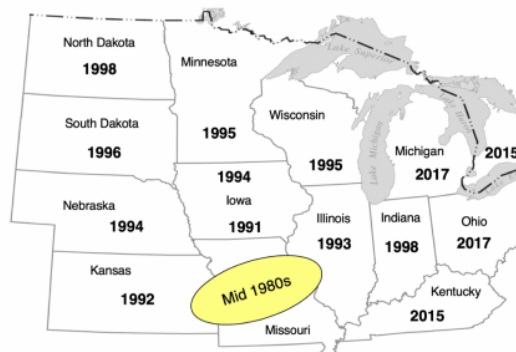 North Dakota
1998
Minnesota
Lake Superior
South Dakota
1996
1995
Wisconsin
1995
Lake Michigan
Michigan
2017
2015
Nebraska
1994
1994
Iowa
1991
Illinois
1993
Indiana
1998
Ohio
2017
Kansas
1992
Mid 1980s
Missouri
Kentucky
2015